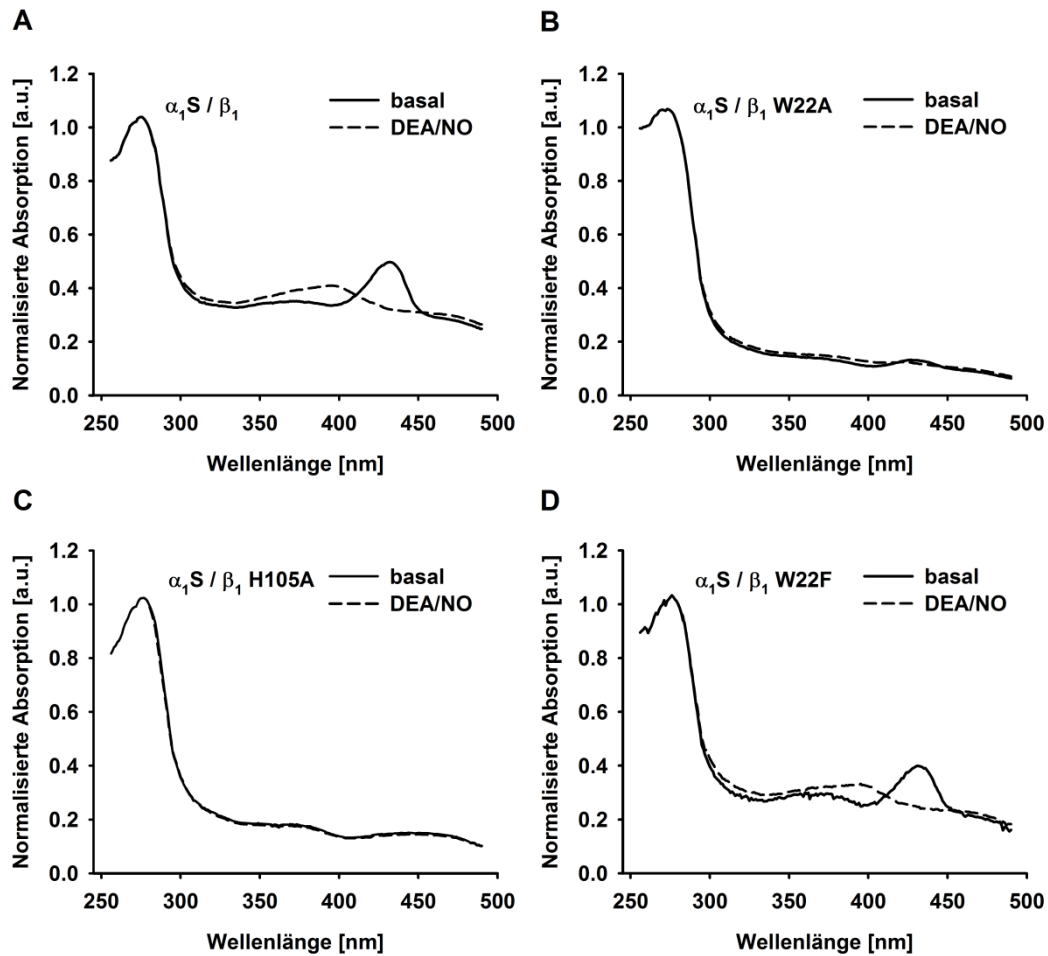 A
Normalisierte Absorption [a.u.]
1.2
1.0
0.8
0.6
0.4
0.2
0.0
α1S / β1
basal
DEA/NO
250 300 350 400 450 500
Wellenlänge [nm]
B
Normalisierte Absorption [a.u.]
1.2
1.0
0.8
0.6
0.4
0.2
0.0
α1S / β1 W22A
basal
DEA/NO
250 300 350 400 450 500
Wellenlänge [nm]
C
Normalisierte Absorption [a.u.]
1.2
1.0
0.8
0.6
0.4
0.2
0.0
α1S / β1 H105A
basal
DEA/NO
250 300 350 400 450 500
Wellenlänge [nm]
D
Normalisierte Absorption [a.u.]
1.2
1.0
0.8
0.6
0.4
0.2
0.0
α1S / β1 W22F
basal
DEA/NO
250 300 350 400 450 500
Wellenlänge [nm]